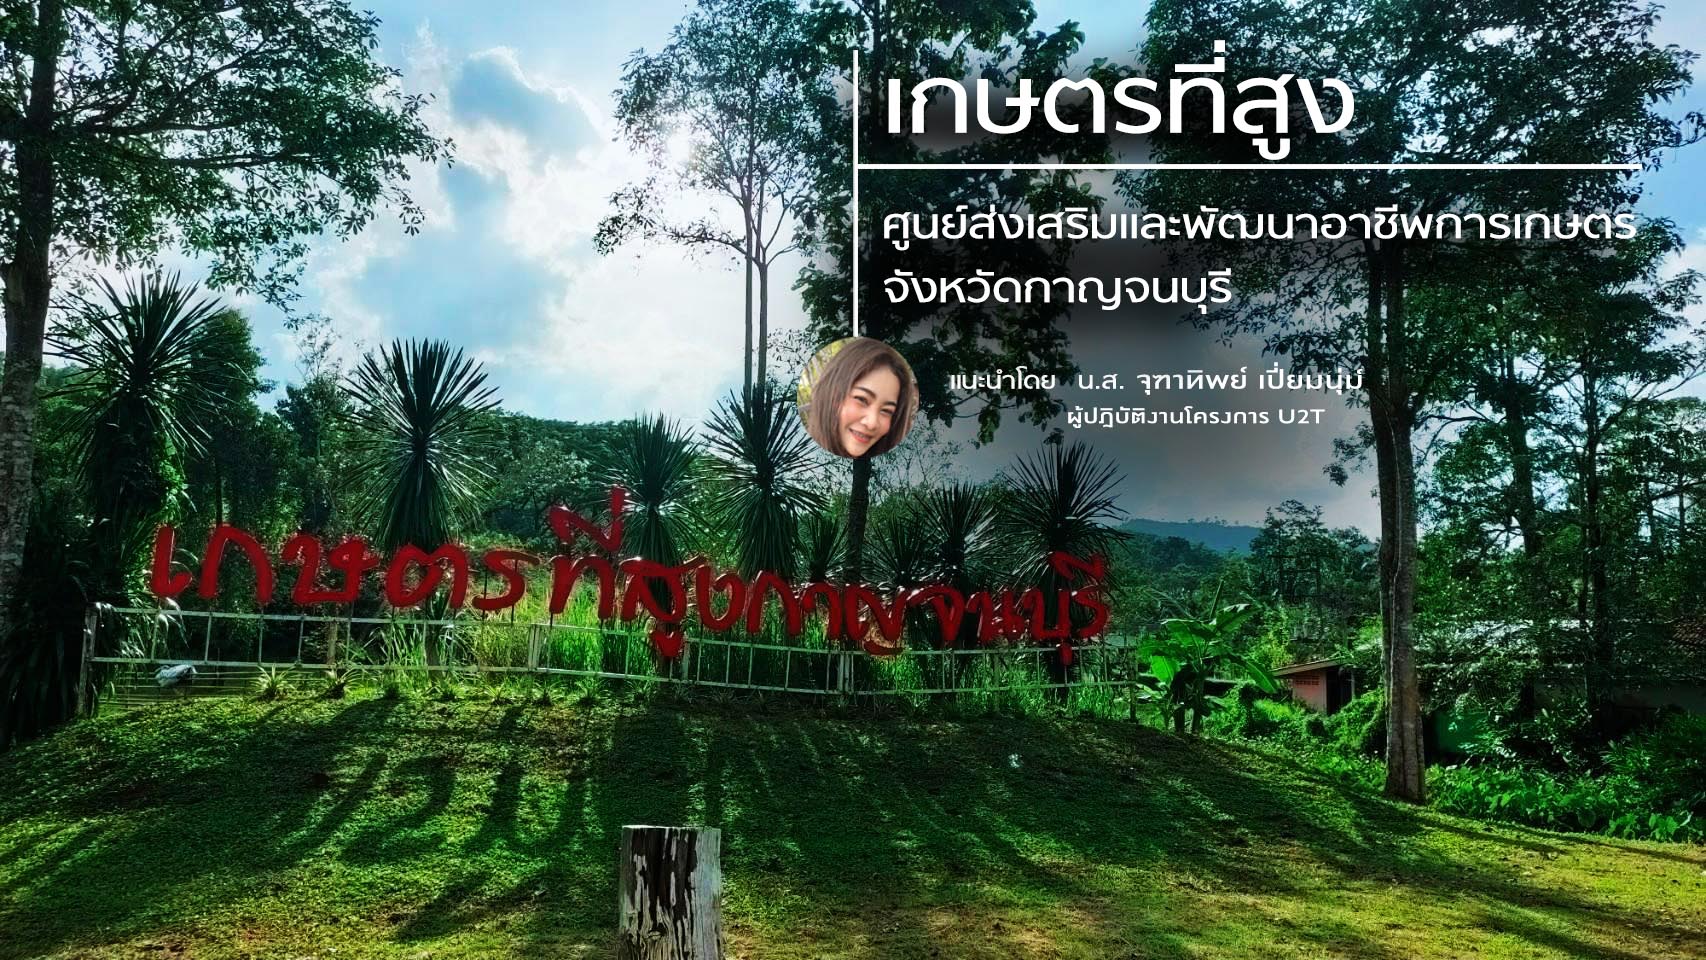 เกษตรที่สูง
ศูนย์ส่งเสริมและพัฒนาอาชีพการเกษตร
จังหวัดกาญจนบุรี
แนะนำโดย น.ส. จุฑาทิพย์ เปี่ยมนุ่ม
ผู้ปฏิบัติงานโครงการ U2T
เกษตรที่สูงกาญจนบุรี